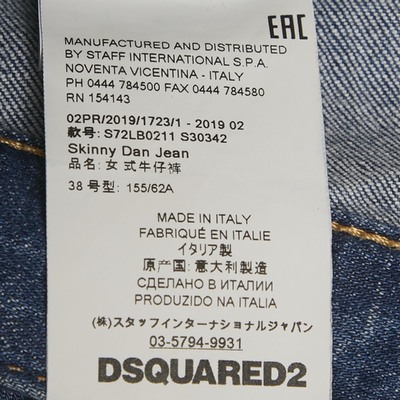 EAC
MANUFACTURED AND DISTRIBUTED
BY STAFF INTERNATIONAL S.P.A.
NOVENTA VICENTINA - ITALY
PH 0444 784500 FAX 0444 784580
RN 154143
02PR/2019/1723/1 - 2019 02
款号: S72LB0211 S30342
Skinny Dan Jean
品名: 女式牛仔裤
38 号型: 155/62A
MADE IN ITALY
FABRIQUÉ EN ITALIE
イタリア製
原产国: 意大利製造
СДЕЛАНО В ИТАЛИИ
PRODUZIDO NA ITALIA
(株)スタッフインターナショナルジャパン
03-5794-9931
DSQUARED2